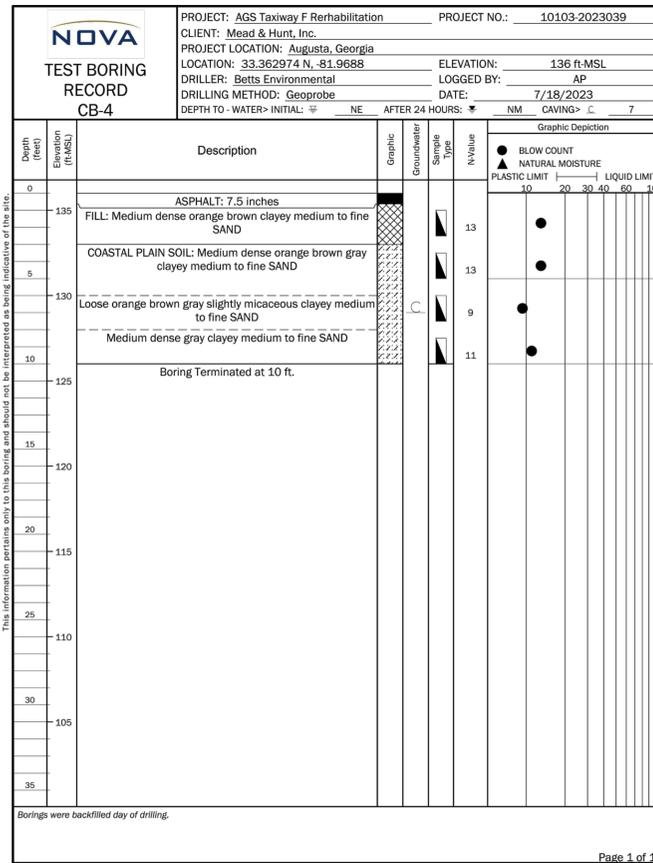 NOVA
TEST BORING
RECORD
CB-4
PROJECT: AGS Taxiway F Rerhabilitation PROJECT NO.: 10103-2023039
CLIENT: Mead & Hunt, Inc.
PROJECT LOCATION: Augusta, Georgia
LOCATION: 33.362974 N, -81.9688 ELEVATION: 136 ft-MSL
DRILLER: Betts Environmental LOGGED BY: AP
DRILLING METHOD: Geoprobe DATE: 7/18/2023
DEPTH TO - WATER> INITIAL: NE AFTER 24 HOURS: NM CAVING> C 7
Depth
(feet)
Elevation
(ft-MSL)
Description
Graphic
Groundwater
Sample
Type
N-Value
Graphic Depiction
BLOW COUNT
NATURAL MOISTURE
PLASTIC LIMIT LIQUID LIMIT
10 20 30 40 60 10
0
ASPHALT: 7.5 inches
135
FILL: Medium dense orange brown clayey medium to fine
SAND
13
COASTAL PLAIN SOIL: Medium dense orange brown gray
clayey medium to fine SAND
13
5
130
Loose orange brown gray slightly micaceous clayey medium
to fine SAND
C
9
Medium dense gray clayey medium to fine SAND
11
10
Boring Terminated at 10 ft.
125
15
120
20
115
25
110
30
105
35
This information pertains only to this boring and should not be interpreted as being indicative of the site.
Borings were backfilled day of drilling.
Page 1 of 1